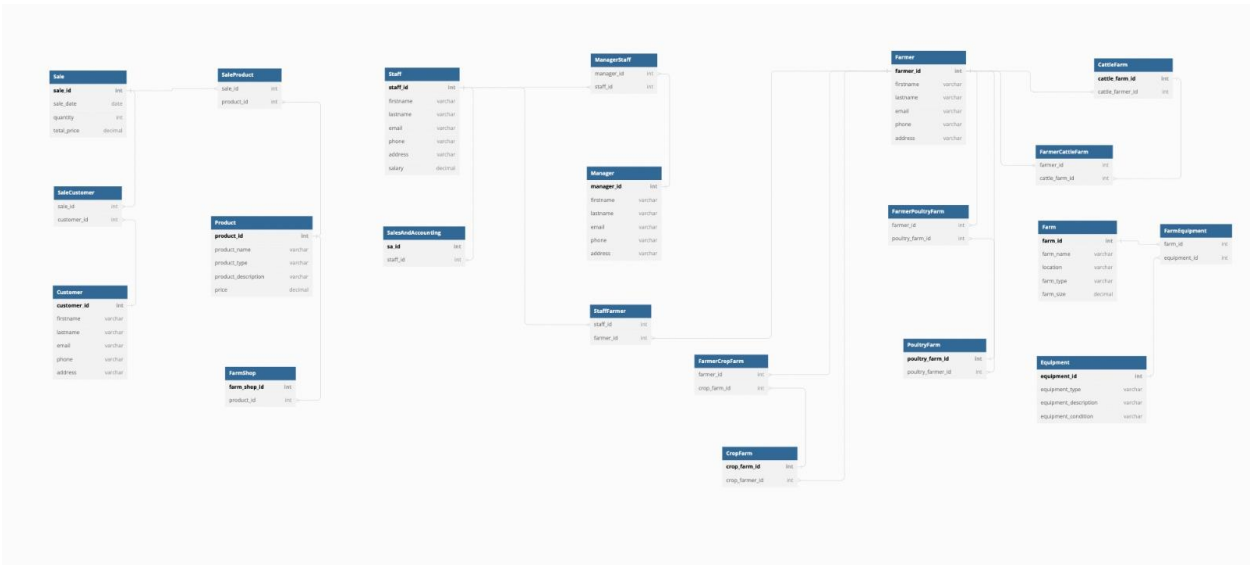 Sale
sale_id int
sale_date date
quantity int
total_price decimal
SaleProduct
sale_id int
product_id int
Staff
staff_id int
firstname varchar
lastname varchar
email varchar
phone varchar
address varchar
salary decimal
ManagerStaff
manager_id int
staff_id int
Farmer
farmer_id int
firstname varchar
lastname varchar
email varchar
phone varchar
address varchar
CattleFarm
cattle_farm_id int
cattle_farmer_id int
FarmerCattleFarm
farmer_id int
cattle_farm_id int
SaleCustomer
sale_id int
customer_id int
Product
product_id int
product_name varchar
product_type varchar
product_description varchar
price decimal
SalesAndAccounting
sa_id int
staff_id int
Manager
manager_id int
firstname varchar
lastname varchar
email varchar
phone varchar
address varchar
FarmerPoultryFarm
farmer_id int
poultry_farm_id int
Farm
farm_id int
farm_name varchar
location varchar
farm_type varchar
farm_size decimal
FarmEquipment
farm_id int
equipment_id int
Customer
customer_id int
firstname varchar
lastname varchar
email varchar
phone varchar
address varchar
FarmShop
farm_shop_id int
product_id int
StaffFarmer
staff_id int
farmer_id int
FarmerCropFarm
farmer_id int
crop_farm_id int
PoultryFarm
poultry_farm_id int
poultry_farmer_id int
Equipment
equipment_id int
equipment_type varchar
equipment_description varchar
equipment_condition varchar
CropFarm
crop_farm_id int
crop_farmer_id int